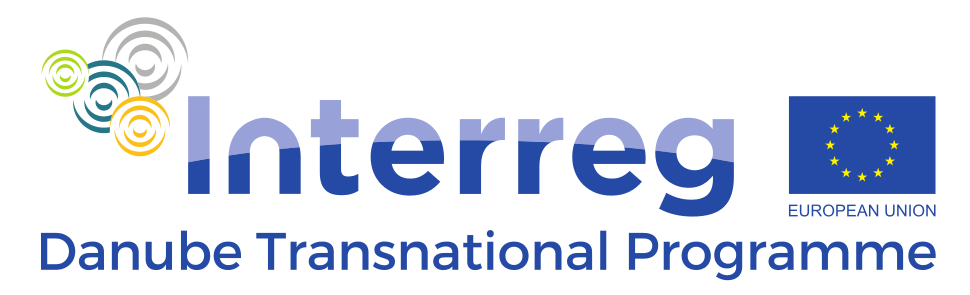 Interreg
EUROPEAN UNION
Danube Transnational Programme